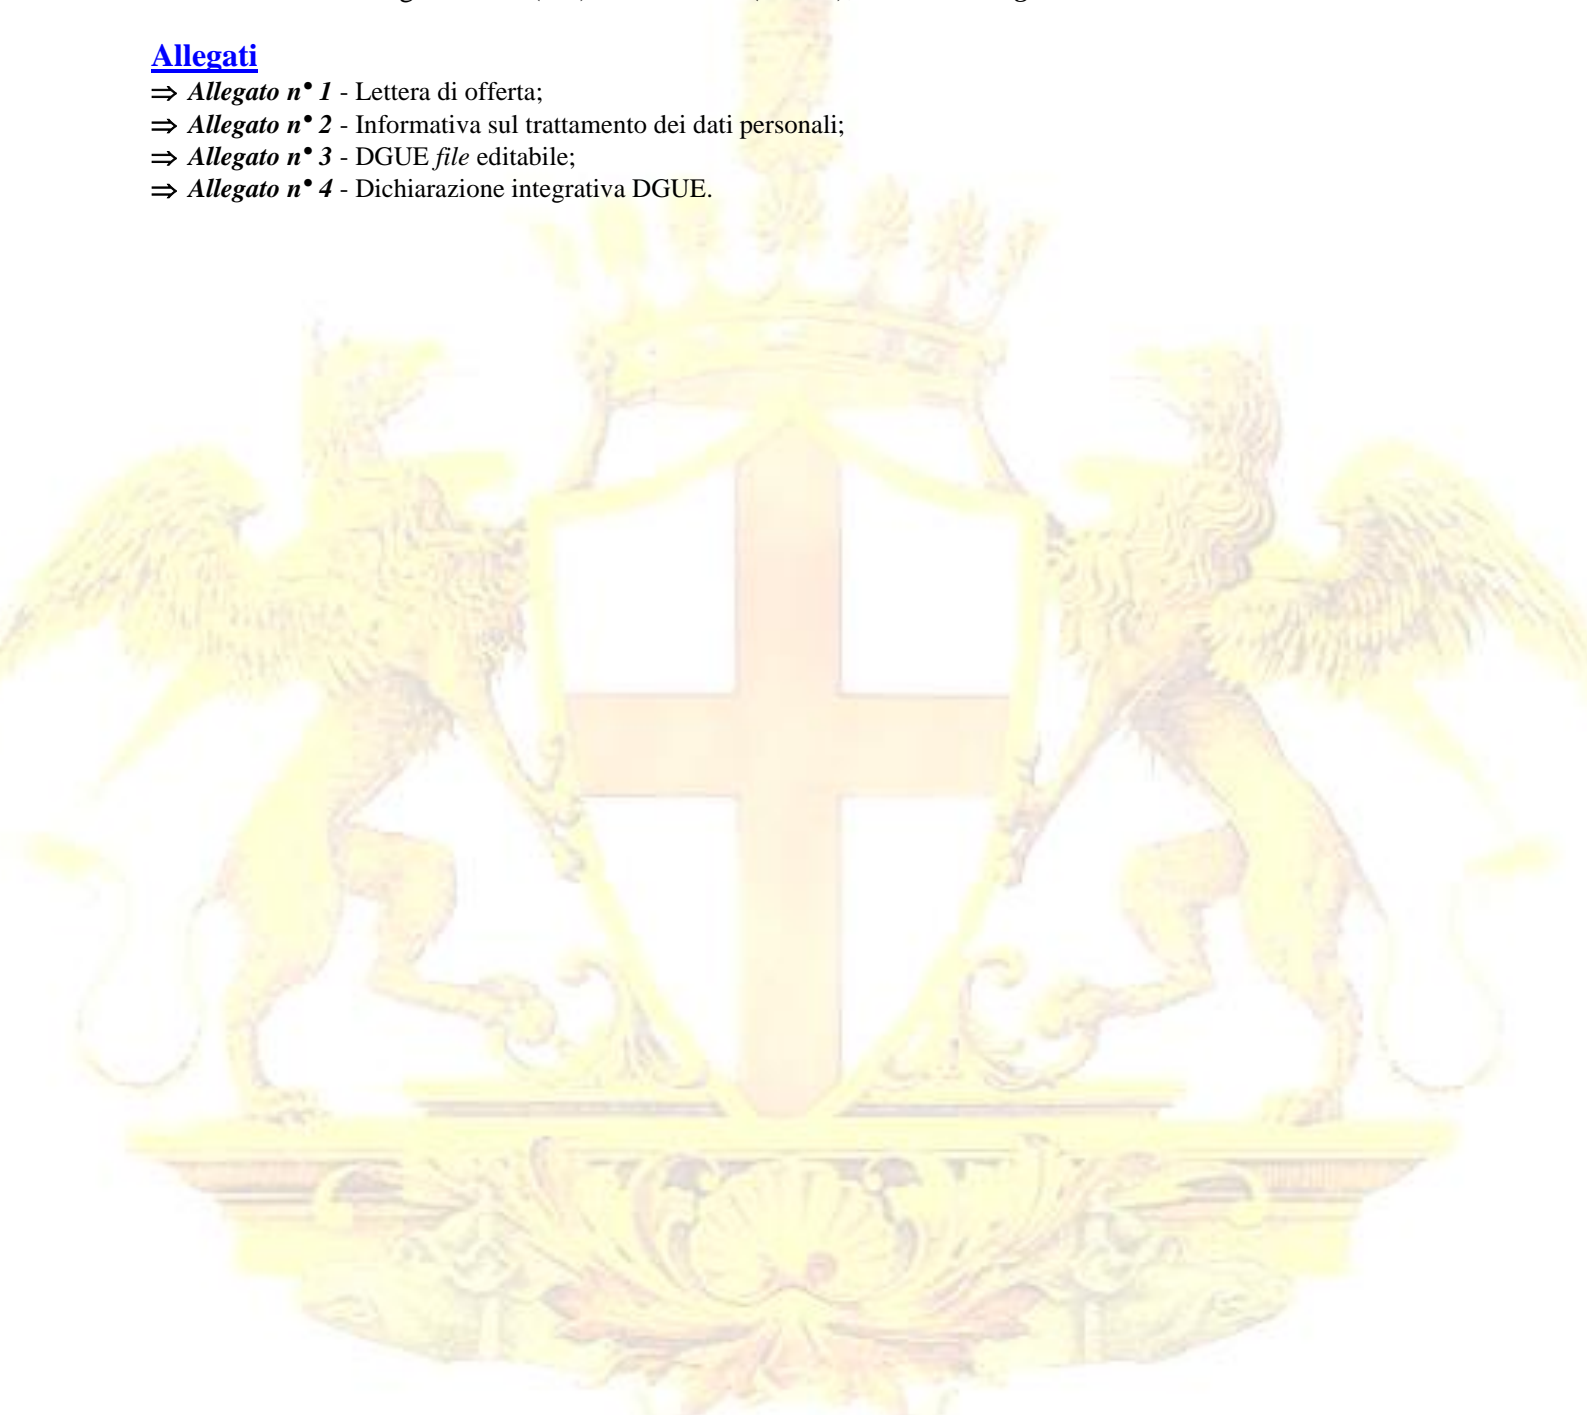 Allegati
⇒ Allegato n° 1 - Lettera di offerta;
⇒ Allegato n° 2 - Informativa sul trattamento dei dati personali;
⇒ Allegato n° 3 - DGUE file editabile;
⇒ Allegato n° 4 - Dichiarazione integrativa DGUE.